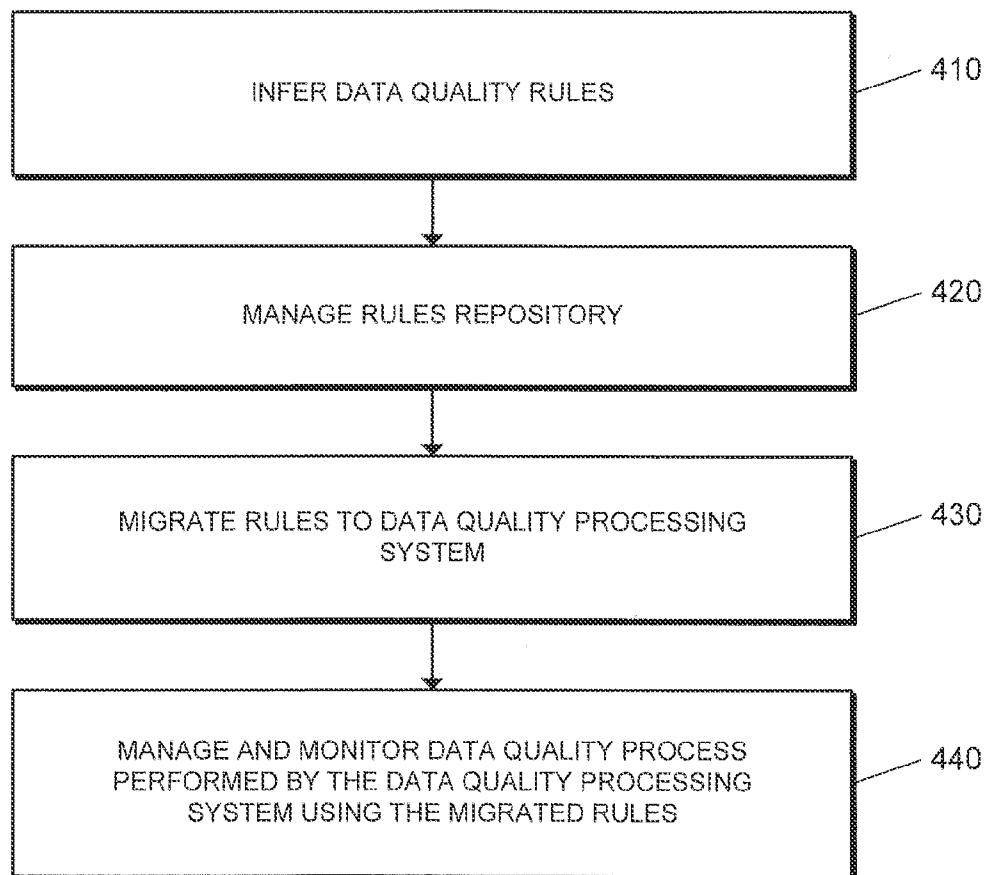 INFER DATA QUALITY RULES
410
MANAGE RULES REPOSITORY
420
MIGRATE RULES TO DATA QUALITY PROCESSING
SYSTEM
430
MANAGE AND MONITOR DATA QUALITY PROCESS
PERFORMED BY THE DATA QUALITY PROCESSING
SYSTEM USING THE MIGRATED RULES
440